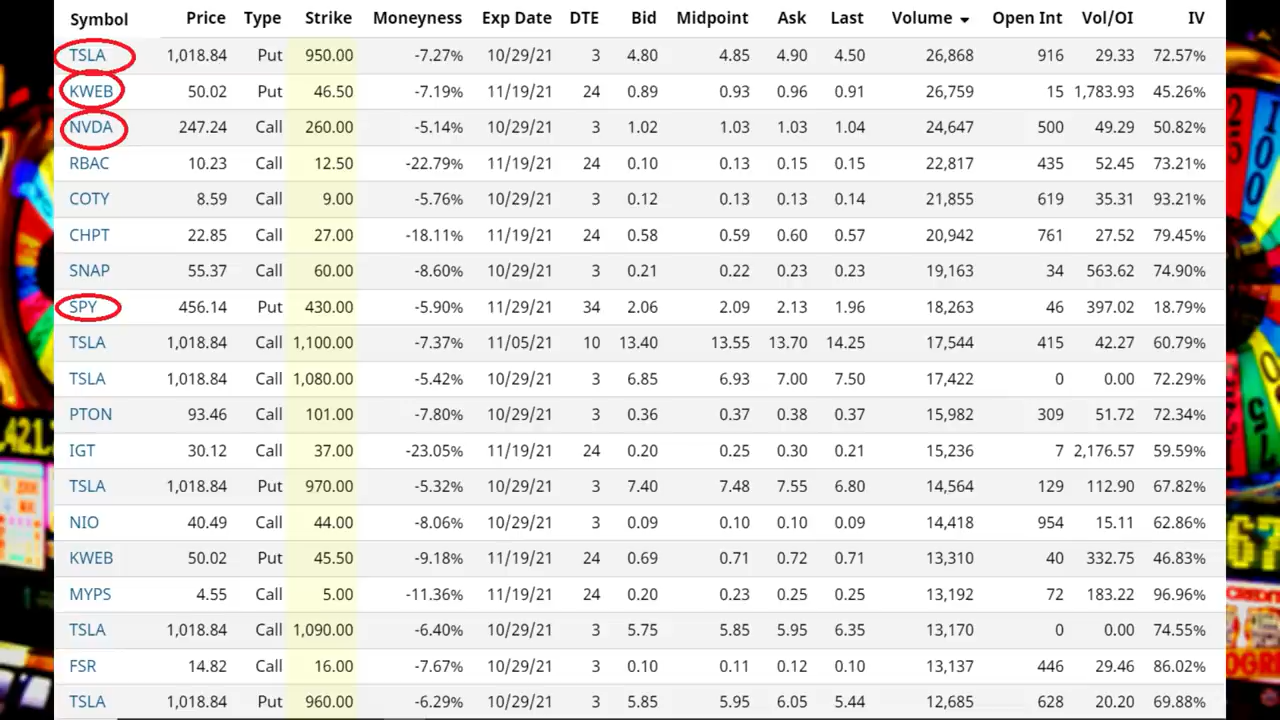 Symbol Price Type Strike Moneyness Exp Date DTE Bid Midpoint Ask Last Volume Open Int Vol/OI IV
TSLA 1,018.84 Put 950.00 -7.27% 10/29/21 3 4.80 4.85 4.90 4.50 26,868 916 29.33 72.57%
KWEB 50.02 Put 46.50 -7.19% 11/19/21 24 0.89 0.93 0.96 0.91 26,759 15 1,783.93 45.26%
NVDA 247.24 Call 260.00 -5.14% 10/29/21 3 1.02 1.03 1.03 1.04 24,647 500 49.29 50.82%
RBAC 10.23 Call 12.50 -22.79% 11/19/21 24 0.10 0.13 0.15 0.15 22,817 435 52.45 73.21%
COTY 8.59 Call 9.00 -5.76% 10/29/21 3 0.12 0.13 0.13 0.14 21,855 619 35.31 93.21%
CHPT 22.85 Call 27.00 -18.11% 11/19/21 24 0.58 0.59 0.60 0.57 20,942 761 27.52 79.45%
SNAP 55.37 Call 60.00 -8.60% 10/29/21 3 0.21 0.22 0.23 0.23 19,163 34 563.62 74.90%
SPY 456.14 Put 430.00 -5.90% 11/29/21 34 2.06 2.09 2.13 1.96 18,263 46 397.02 18.79%
TSLA 1,018.84 Call 1,100.00 -7.37% 11/05/21 10 13.40 13.55 13.70 14.25 17,544 415 42.27 60.79%
TSLA 1,018.84 Call 1,080.00 -5.42% 10/29/21 3 6.85 6.93 7.00 7.50 17,422 0 0.00 72.29%
PTON 93.46 Call 101.00 -7.80% 10/29/21 3 0.36 0.37 0.38 0.37 15,982 309 51.72 72.34%
IGT 30.12 Call 37.00 -23.05% 11/19/21 24 0.20 0.25 0.30 0.21 15,236 7 2,176.57 59.59%
TSLA 1,018.84 Put 970.00 -5.32% 10/29/21 3 7.40 7.48 7.55 6.80 14,564 129 112.90 67.82%
NIO 40.49 Call 44.00 -8.06% 10/29/21 3 0.09 0.10 0.10 0.09 14,418 954 15.11 62.86%
KWEB 50.02 Put 45.50 -9.18% 11/19/21 24 0.69 0.71 0.72 0.71 13,310 40 332.75 46.83%
MYPS 4.55 Call 5.00 -11.36% 11/19/21 24 0.20 0.23 0.25 0.25 13,192 72 183.22 96.96%
TSLA 1,018.84 Call 1,090.00 -6.40% 10/29/21 3 5.75 5.85 5.95 6.35 13,170 0 0.00 74.55%
FSR 14.82 Call 16.00 -7.67% 10/29/21 3 0.10 0.11 0.12 0.10 13,137 446 29.46 86.02%
TSLA 1,018.84 Put 960.00 -6.29% 10/29/21 3 5.85 5.95 6.05 5.44 12,685 628 20.20 69.88%